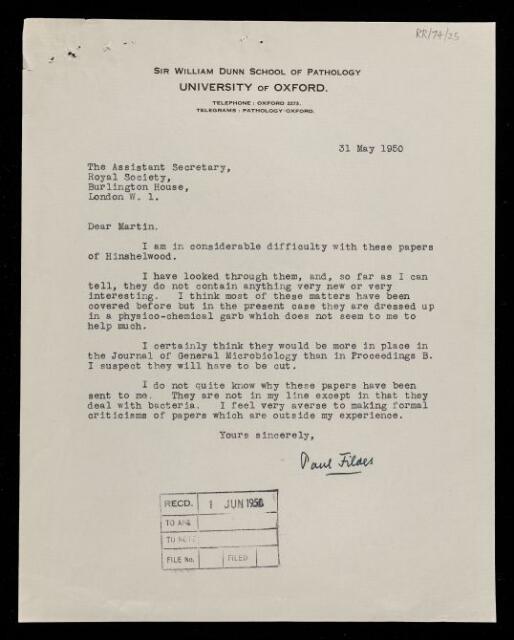 RR/74/25
SIR WILLIAM DUNN SCHOOL OF PATHOLOGY
UNIVERSITY OF OXFORD.
TELEPHONE: OXFORD 2273.
TELEGRAMS: PATHOLOGY-OXFORD.
31 May 1950
The Assistant Secretary,
Royal Society,
Burlington House,
London W. 1.
Dear Martin.
I am in considerable difficulty with these papers
of Hinshelwood.
I have looked through them, and, so far as I can
tell, they do not contain anything very new or very
interesting. I think most of these matters have been
covered before but in the present case they are dressed up
in a physico-chemical garb which does not seem to me to
help much.
I certainly think they would be more in place in
the Journal of General Microbiology than in Proceedings B.
I suspect they will have to be cut.
I do not quite know why these papers have been
sent to me. They are not in my line except in that they
deal with bacteria. I feel very averse to making formal
criticisms of papers which are outside my experience.
Yours sincerely,
Paul Fildes
RECD. 1 JUN 1950
TO ANS
TO NOTE
FILE No. FILED